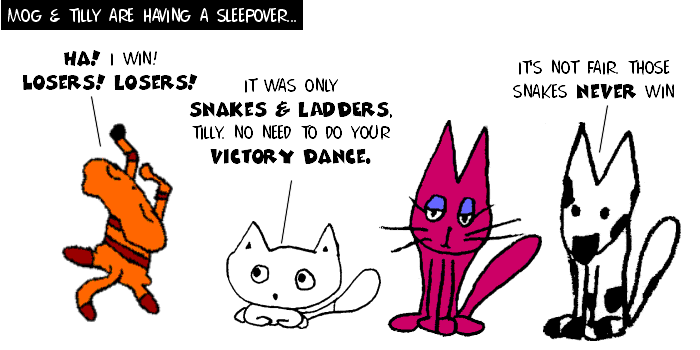 MOG & TILLY ARE HAVING A SLEEPOVER...
HA! I WIN!
LOSERS! LOSERS!
IT WAS ONLY
SNAKES & LADDERS,
TILLY. NO NEED TO DO YOUR
VICTORY DANCE.
IT'S NOT FAIR. THOSE
SNAKES NEVER WIN